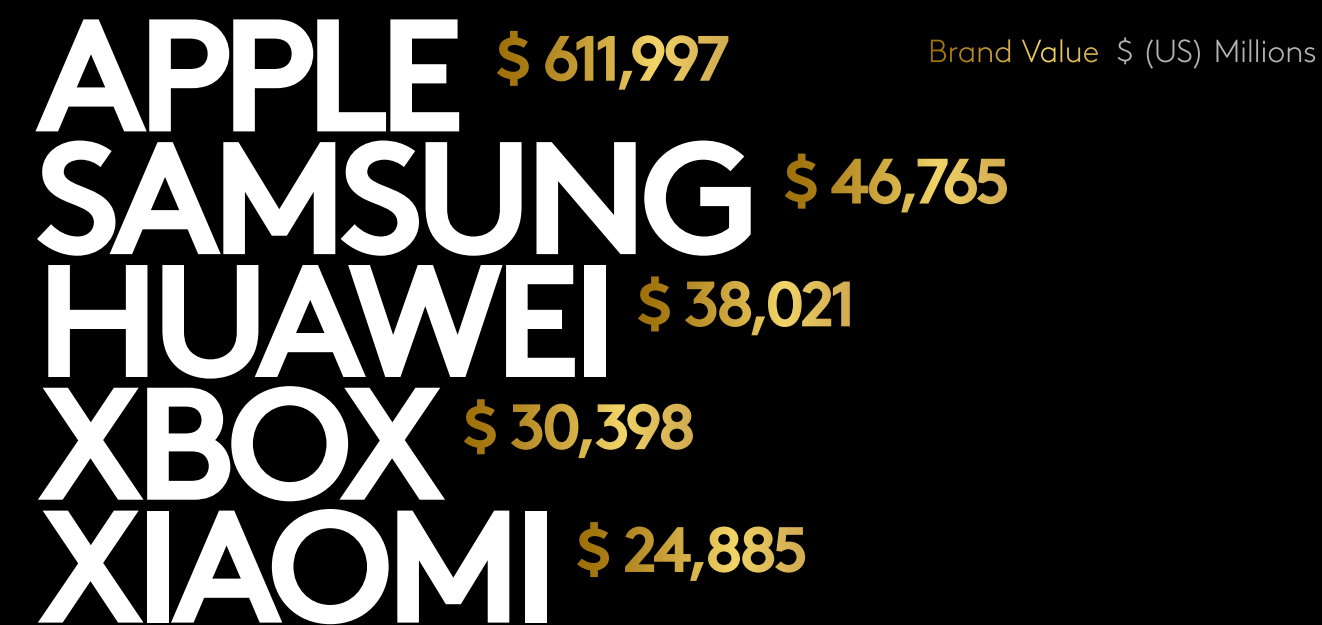 APPLE $ 611,997
Brand Value $ (US) Millions
SAMSUNG $ 46,765
HUAWEI $ 38,021
XBOX $ 30,398
XIAOMI $ 24,885